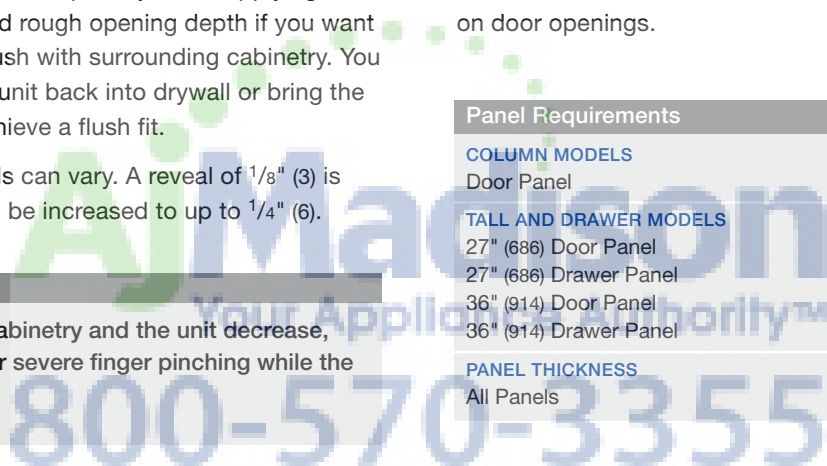 d rough opening depth if you want
ush with surrounding cabinetry. You
unit back into drywall or bring the
hieve a flush fit.
ls can vary. A reveal of 1/8" (3) is
be increased to up to 1/4" (6).
abinetry and the unit decrease,
r severe finger pinching while the
on door openings.
Panel Requirements
COLUMN MODELS
Door Panel
TALL AND DRAWER MODELS
27" (686) Door Panel
27" (686) Drawer Panel
36" (914) Door Panel
36" (914) Drawer Panel
PANEL THICKNESS
All Panels
AjMadison
Your Appliance Authority™
800-570-3355